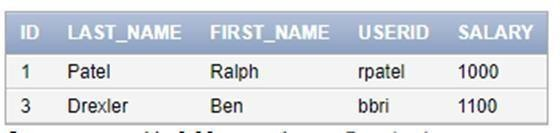 ID LAST_NAME FIRST_NAME USERID SALARY
1 Patel Ralph rpatel 1000
3 Drexler Ben bbri 1100